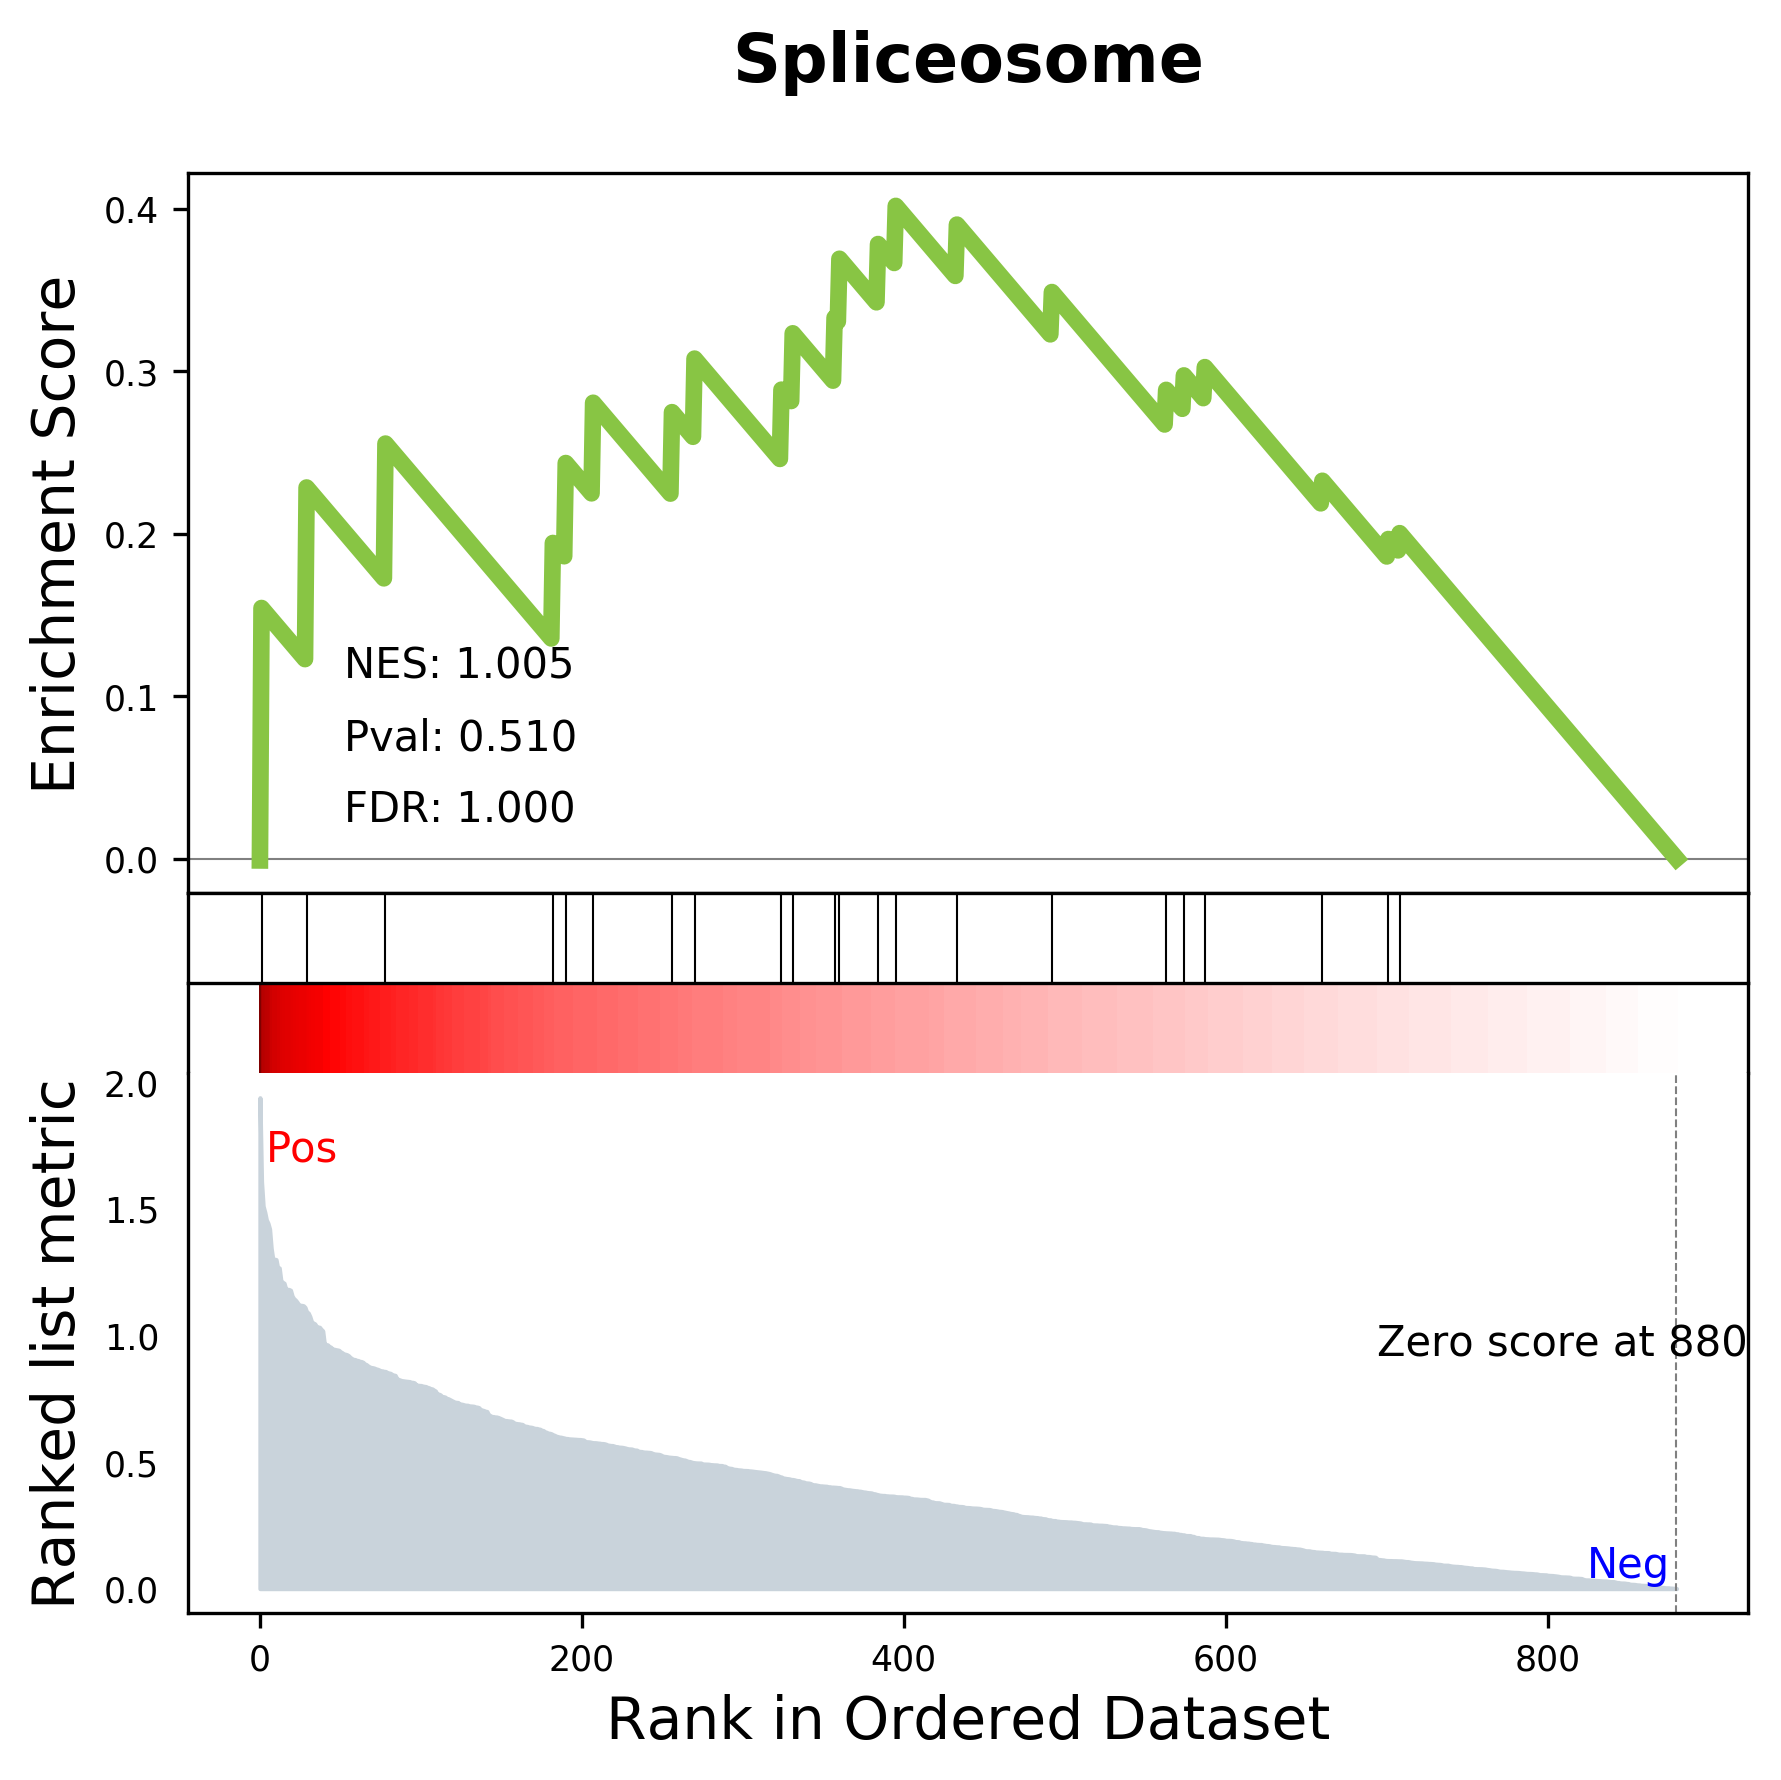 Spliceosome
Enrichment Score
0.4
0.3
0.2
0.1
0.0
NES: 1.005
Pval: 0.510
FDR: 1.000
Ranked list metric
2.0
1.5
1.0
0.5
0.0
Pos
Zero score at 880
Neg
0 200 400 600 800
Rank in Ordered Dataset